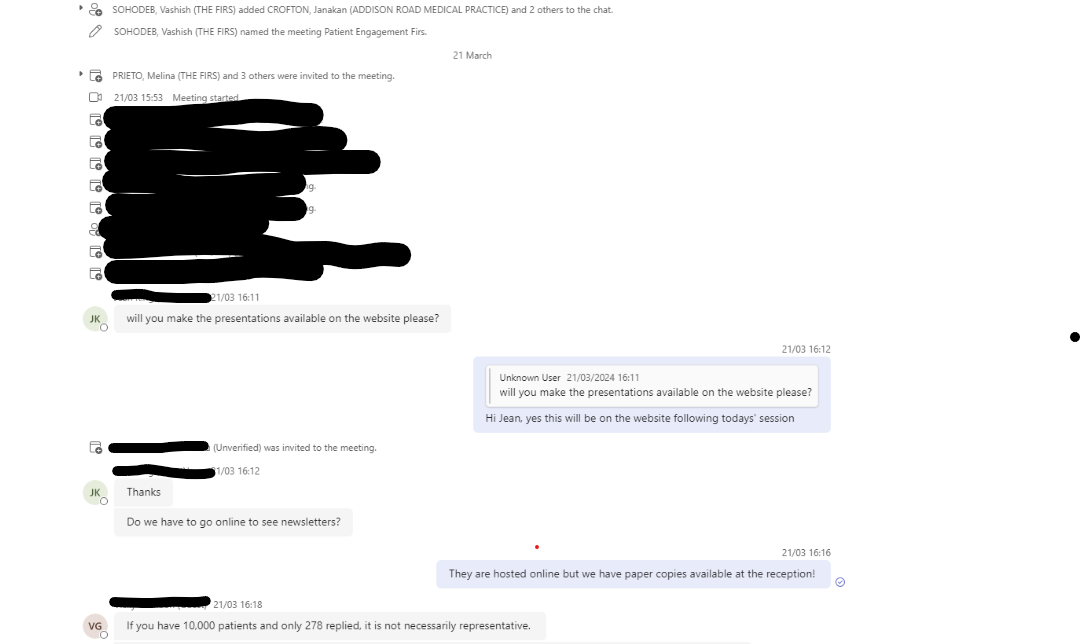 SOHODEB, Vashish (THE FIRS) added CROFTON, Janakan (ADDISON ROAD MEDICAL PRACTICE) and 2 others to the chat.
SOHODEB, Vashish (THE FIRS) named the meeting Patient Engagement Firs.
21 March
PRIETO, Melina (THE FIRS) and 3 others were invited to the meeting.
21/03 15:53 Meeting started
21/03 16:11
JK
will you make the presentations available on the website please?
21/03 16:12
Unknown User 21/03/2024 16:11
will you make the presentations available on the website please?
Hi Jean, yes this will be on the website following todays' session
(Unverified) was invited to the meeting.
21/03 16:12
JK
Thanks
Do we have to go online to see newsletters?
21/03 16:16
They are hosted online but we have paper copies available at the reception!
21/03 16:18
VG
If you have 10,000 patients and only 278 replied, it is not necessarily representative.